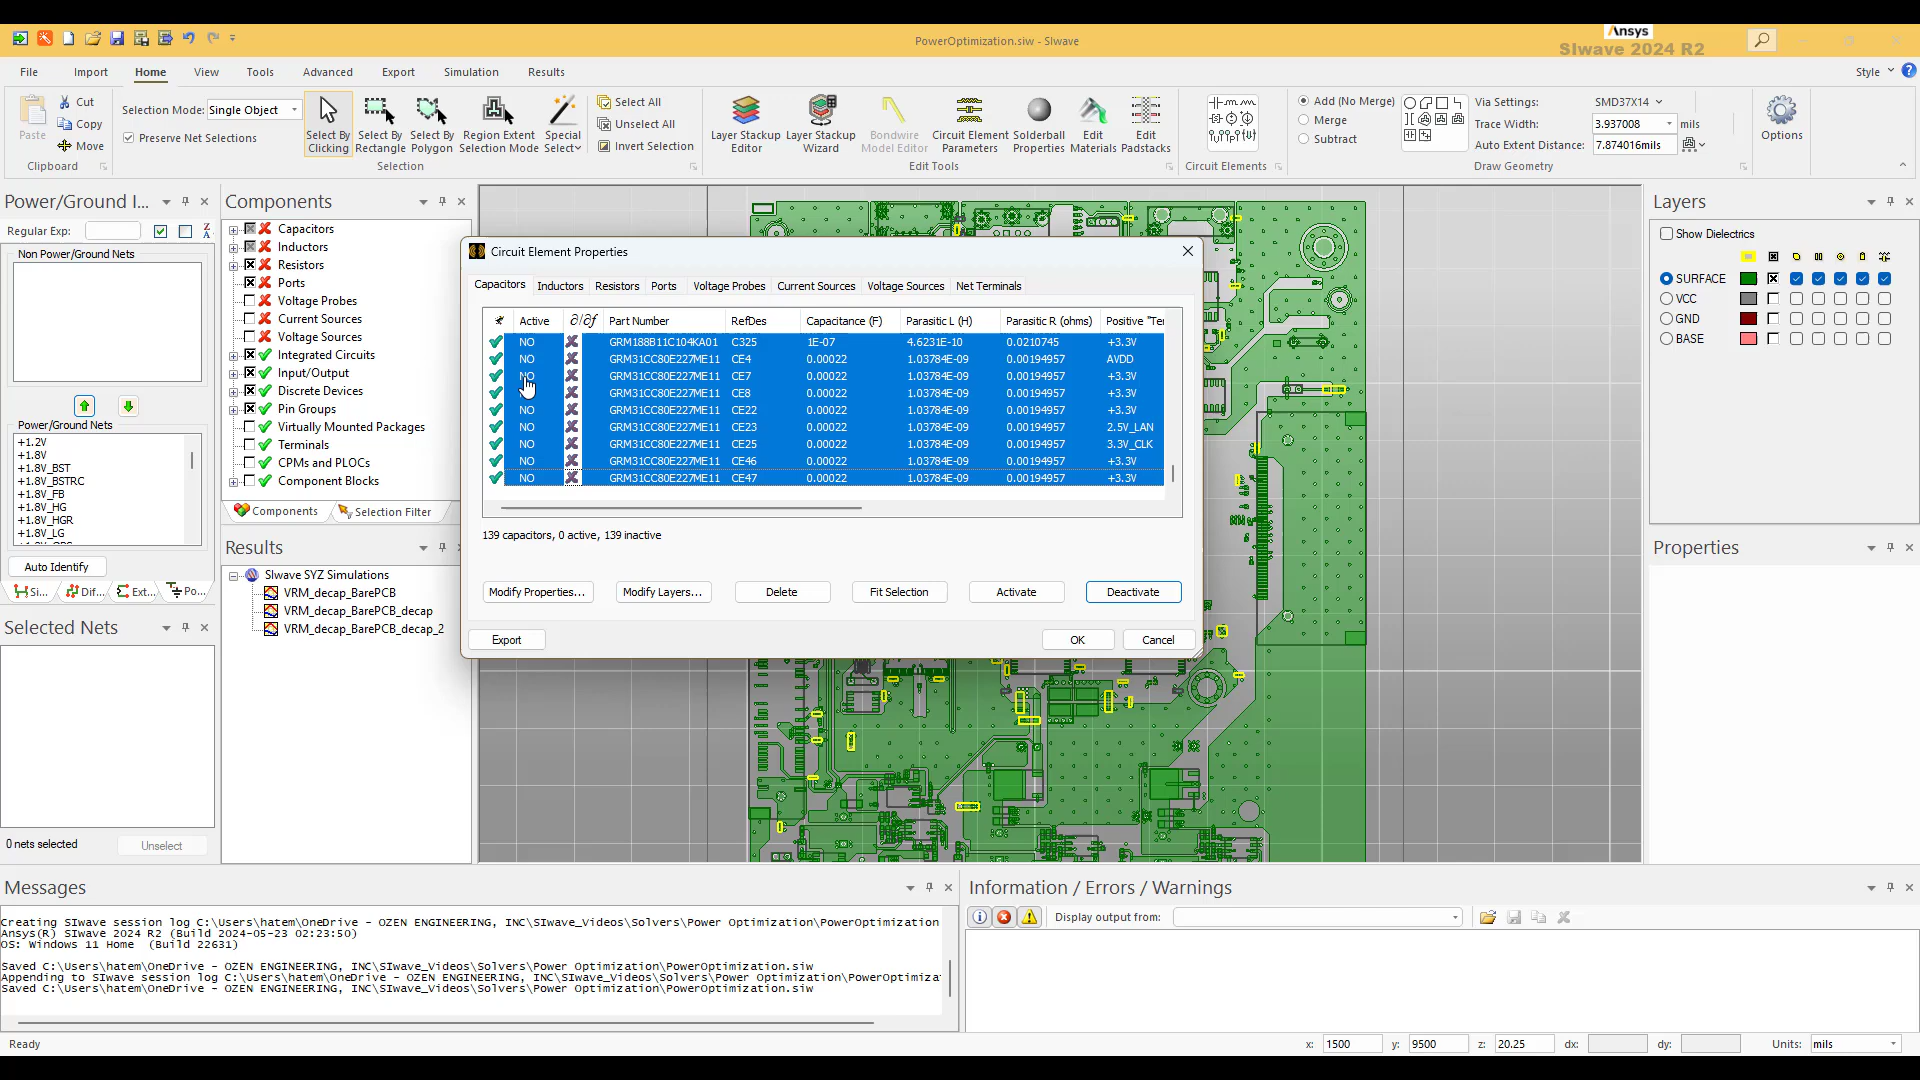 PowerOptimization.siw - SIwave
Ansys
SIwave 2024 R2
File Import Home View Tools Advanced Export Simulation Results
Style
Paste
Cut
Copy
Move
Clipboard
Selection Mode: Single Object
Preserve Net Selections
Select By Clicking
Select By Rectangle
Select By Polygon
Region Extent Selection Mode
Special Select
Select All
Unselect All
Invert Selection
Selection
Layer Stackup Editor
Layer Stackup Wizard
Bondwire Model Editor
Circuit Element Parameters
Solderball Properties
Edit Materials
Edit Padstacks
Edit Tools
Circuit Elements
Add (No Merge)
Merge
Subtract
Via Settings: SMD37X14
Trace Width: 3.937008 mils
Auto Extent Distance: 7.874016mils
Draw Geometry
Options
Power/Ground I...
Regular Exp:
Non Power/Ground Nets
Power/Ground Nets
+1.2V
+1.8V
+1.8V_BST
+1.8V_BSTRC
+1.8V_FB
+1.8V_HG
+1.8V_HGR
+1.8V_LG
Auto Identify
Si... Dif... Ext... Po...
Selected Nets
0 nets selected
Unselect
Components
Capacitors
Inductors
Resistors
Ports
Voltage Probes
Current Sources
Voltage Sources
Integrated Circuits
Input/Output
Discrete Devices
Pin Groups
Virtually Mounted Packages
Terminals
CPMs and PLOCs
Component Blocks
Components Selection Filter
Results
SIwave SYZ Simulations
VRM_decap_BarePCB
VRM_decap_BarePCB_decap
VRM_decap_BarePCB_decap_2
Circuit Element Properties
Capacitors Inductors Resistors Ports Voltage Probes Current Sources Voltage Sources Net Terminals
Active ∂/∂f Part Number RefDes Capacitance (F) Parasitic L (H) Parasitic R (ohms) Positive "Ter
NO GRM188B11C104KA01 C325 1E-07 4.6231E-10 0.0210745 +3.3V
NO GRM31CC80E227ME11 CE4 0.00022 1.03784E-09 0.00194957 AVDD
NO GRM31CC80E227ME11 CE7 0.00022 1.03784E-09 0.00194957 +3.3V
GRM31CC80E227ME11 CE8 0.00022 1.03784E-09 0.00194957 +3.3V
NO GRM31CC80E227ME11 CE22 0.00022 1.03784E-09 0.00194957 +3.3V
NO GRM31CC80E227ME11 CE23 0.00022 1.03784E-09 0.00194957 2.5V_LAN
NO GRM31CC80E227ME11 CE25 0.00022 1.03784E-09 0.00194957 3.3V_CLK
NO GRM31CC80E227ME11 CE46 0.00022 1.03784E-09 0.00194957 +3.3V
NO GRM31CC80E227ME11 CE47 0.00022 1.03784E-09 0.00194957 +3.3V
139 capacitors, 0 active, 139 inactive
Modify Properties... Modify Layers... Delete Fit Selection Activate Deactivate
Export OK Cancel
Layers
Show Dielectrics
SURFACE
VCC
GND
BASE
Properties
Messages
Creating SIwave session log C:\Users\hatem\OneDrive - OZEN ENGINEERING, INC\SIwave_Videos\Solvers\Power Optimization\PowerOptimization
Ansys(R) SIwave 2024 R2 (Build 2024-05-23 02:23:50)
OS: Windows 11 Home (Build 22631)
Saved C:\Users\hatem\OneDrive - OZEN ENGINEERING, INC\SIwave_Videos\Solvers\Power Optimization\PowerOptimization.siw
Appending to SIwave session log C:\Users\hatem\OneDrive - OZEN ENGINEERING, INC\SIwave_Videos\Solvers\Power Optimization\PowerOptimiza
Saved C:\Users\hatem\OneDrive - OZEN ENGINEERING, INC\SIwave_Videos\Solvers\Power Optimization\PowerOptimization.siw
Information / Errors / Warnings
Display output from:
Ready
x: 1500 y: 9500 z: 20.25 dx: dy: Units: mils